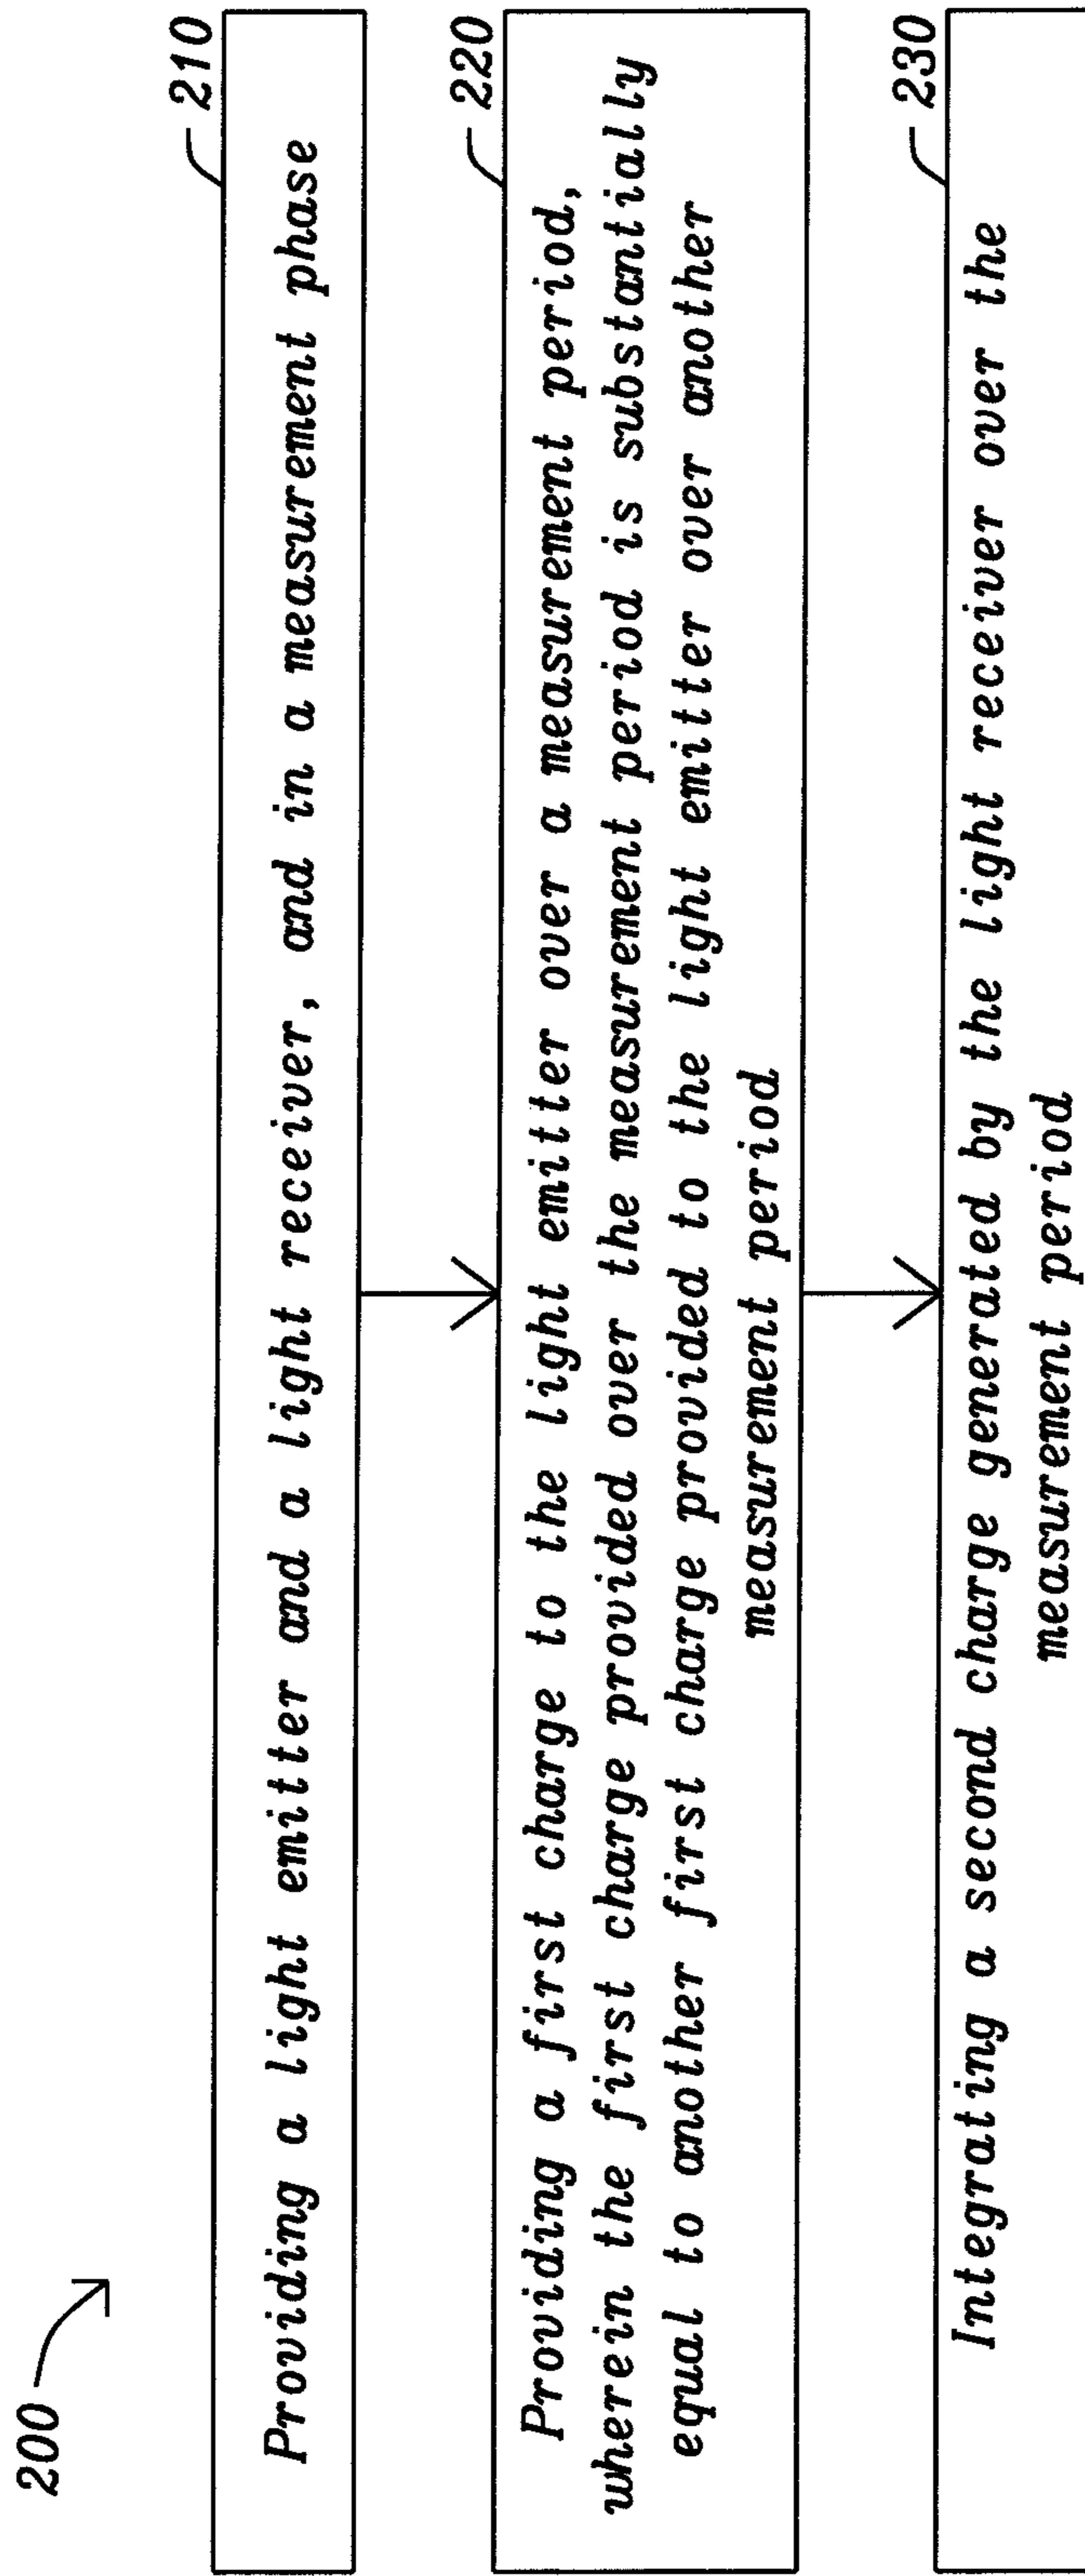 200
210
Providing a light emitter and a light receiver, and in a measurement phase
220
Providing a first charge to the light emitter over a measurement period,
wherein the first charge provided over the measurement period is substantially
equal to another first charge provided to the light emitter over another
measurement period
230
Integrating a second charge generated by the light receiver over the
measurement period